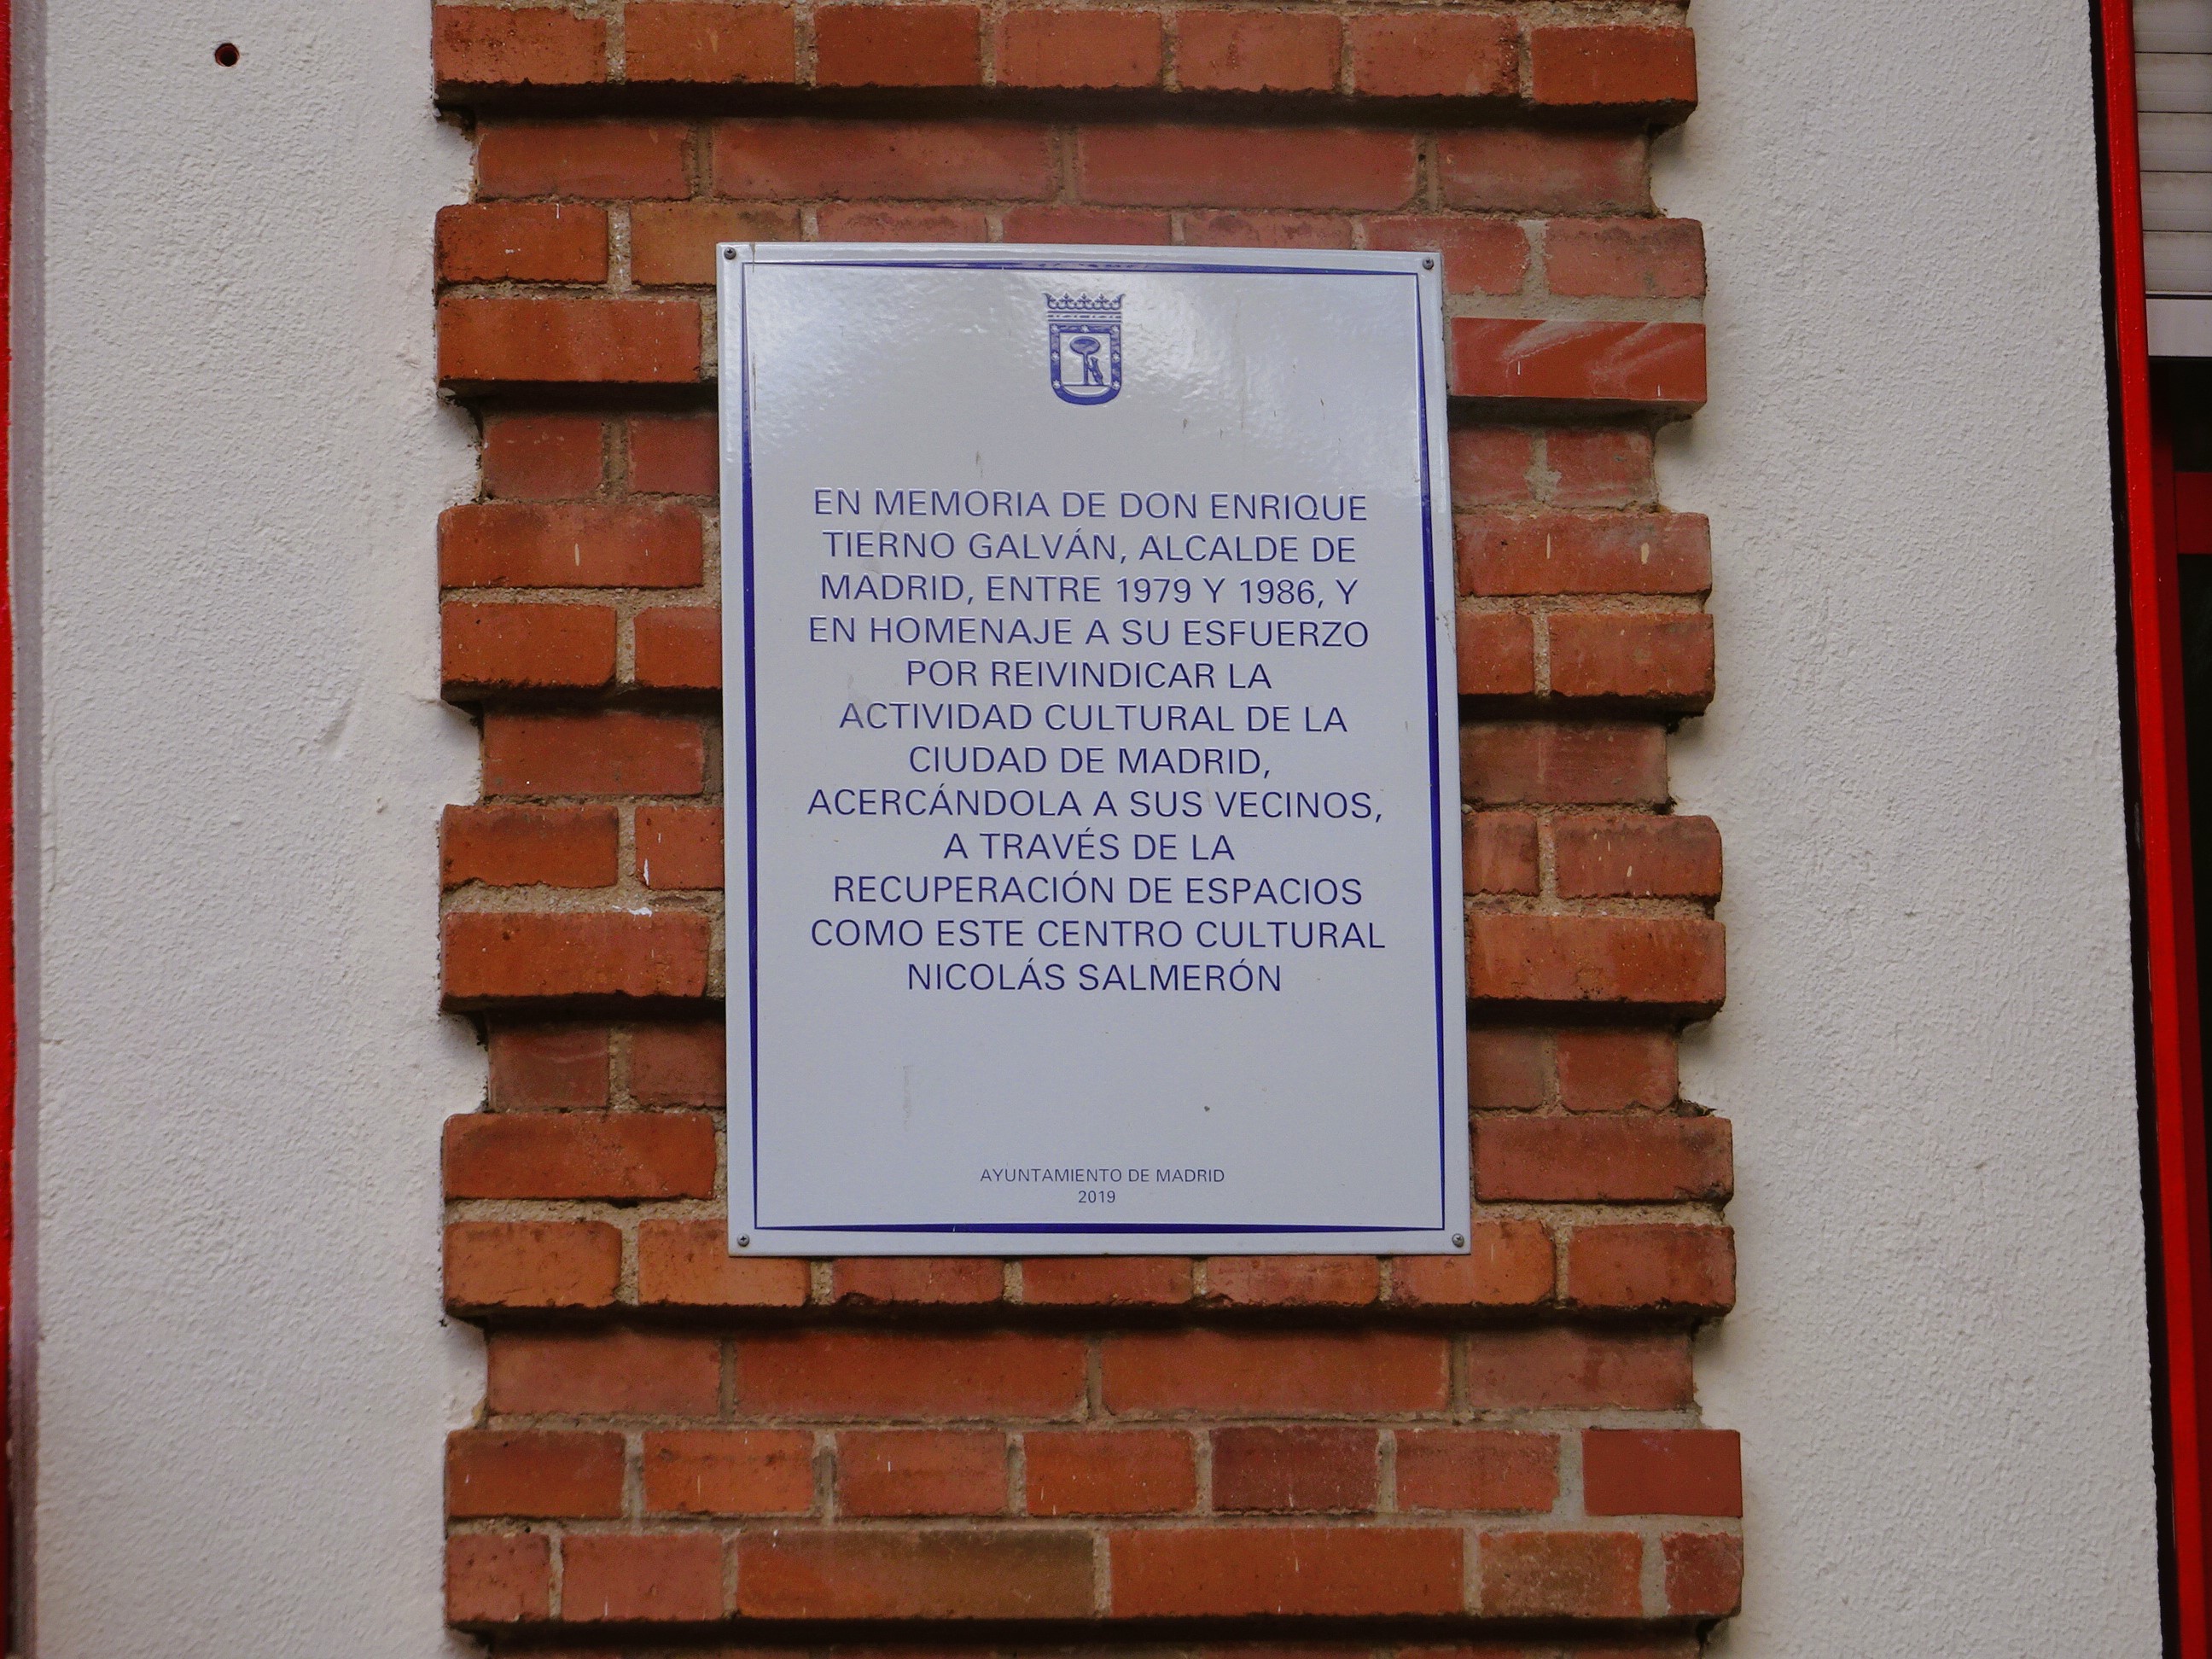 EN MEMORIA DE DON ENRIQUE
TIERNO GALVÁN, ALCALDE DE
MADRID, ENTRE 1979 Y 1986, Y
EN HOMENAJE A SU ESFUERZO
POR REIVINDICAR LA
ACTIVIDAD CULTURAL DE LA
CIUDAD DE MADRID,
ACERCÁNDOLA A SUS VECINOS,
A TRAVÉS DE LA
RECUPERACIÓN DE ESPACIOS
COMO ESTE CENTRO CULTURAL
NICOLÁS SALMERÓN
AYUNTAMIENTO DE MADRID
2019